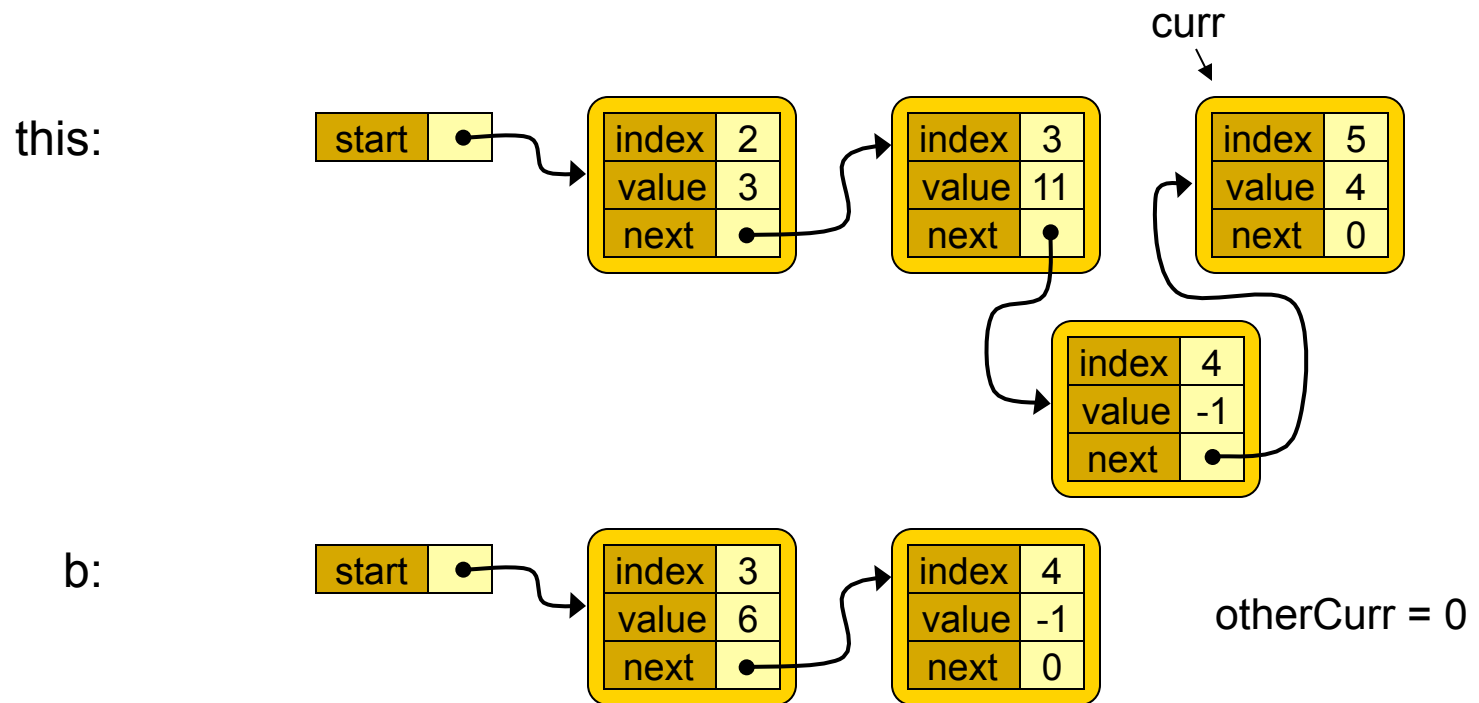 curr
this:
start
index 2
value 3
next
index 3
value 11
next
index 5
value 4
next 0
index 4
value -1
next
b:
start
index 3
value 6
next
index 4
value -1
next 0
otherCurr = 0